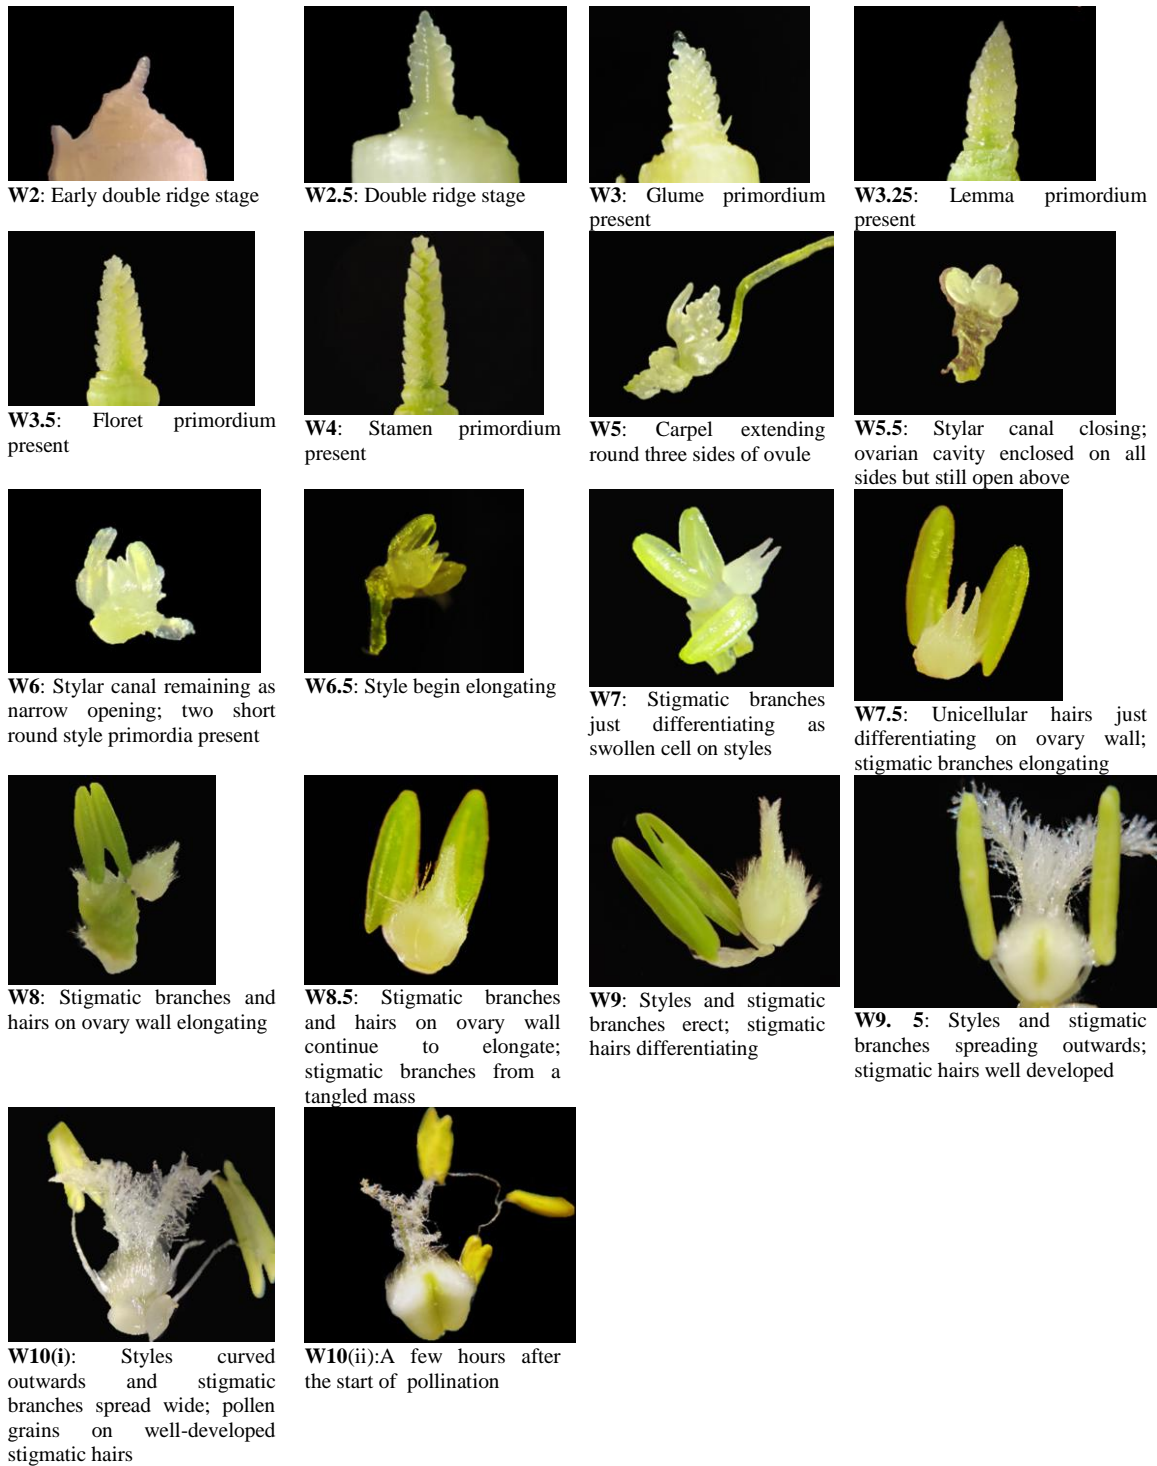 W2: Early double ridge stage
W2.5: Double ridge stage
W3: Glume primordium
present
W3.25: Lemma primordium
present
W3.5: Floret primordium
present
W4: Stamen primordium
present
W5: Carpel extending
round three sides of ovule
W5.5: Stylar canal closing;
ovarian cavity enclosed on all
sides but still open above
W6: Stylar canal remaining as
narrow opening; two short
round style primordia present
W6.5: Style begin elongating
W7: Stigmatic branches
just differentiating as
swollen cell on styles
W7.5: Unicellular hairs just
differentiating on ovary wall;
stigmatic branches elongating
W8: Stigmatic branches and
hairs on ovary wall elongating
W8.5: Stigmatic branches
and hairs on ovary wall
continue to elongate;
stigmatic branches from a
tangled mass
W9: Styles and stigmatic
branches erect; stigmatic
hairs differentiating
W9. 5: Styles and stigmatic
branches spreading outwards;
stigmatic hairs well developed
W10(i): Styles curved
outwards and stigmatic
branches spread wide; pollen
grains on well-developed
stigmatic hairs
W10(ii):A few hours after
the start of pollination